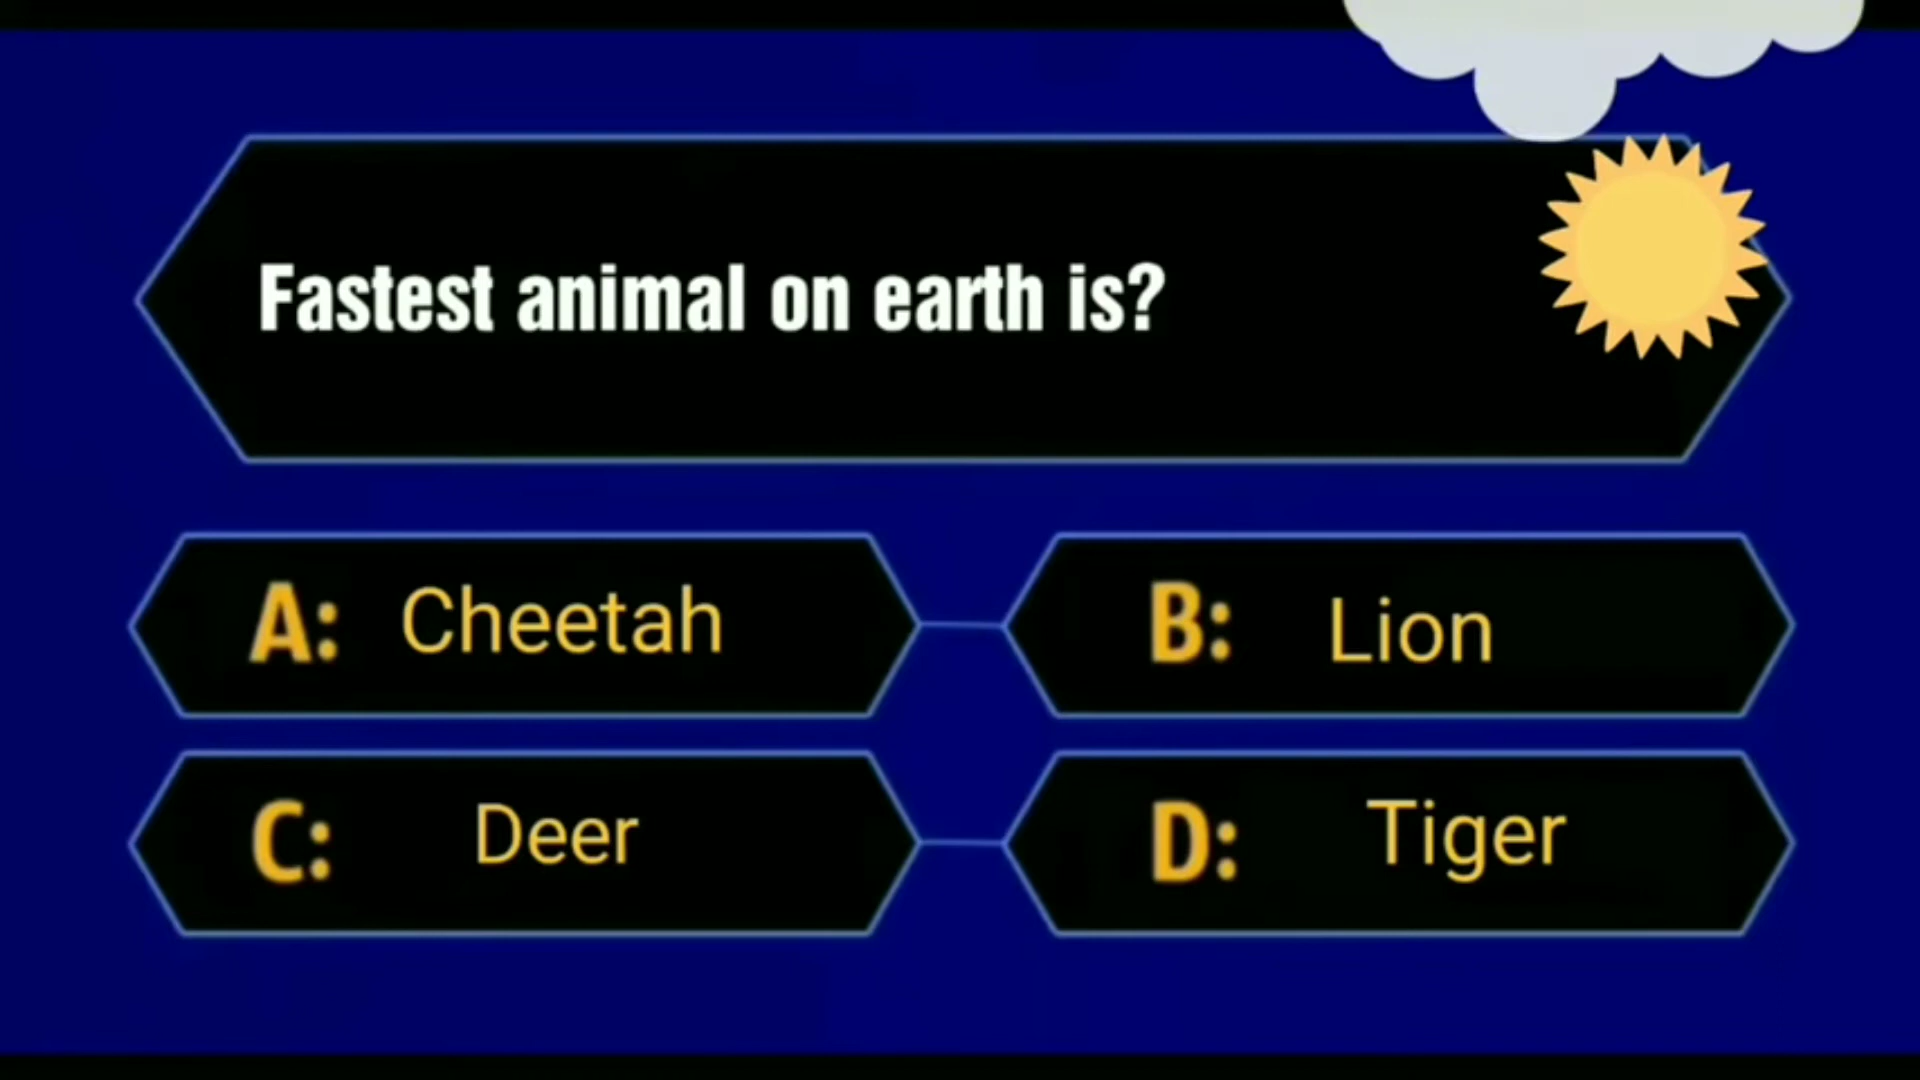 Fastest animal on earth is?
A: Cheetah
B: Lion
C: Deer
D: Tiger